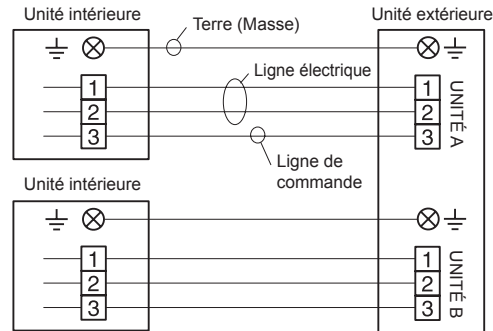 Unité intérieure
Unité extérieure
Terre (Masse)
Ligne électrique
1
2
3
1
2
3
UNITÉ A
Ligne de
commande
Unité intérieure
1
2
3
1
2
3
UNITÉ B